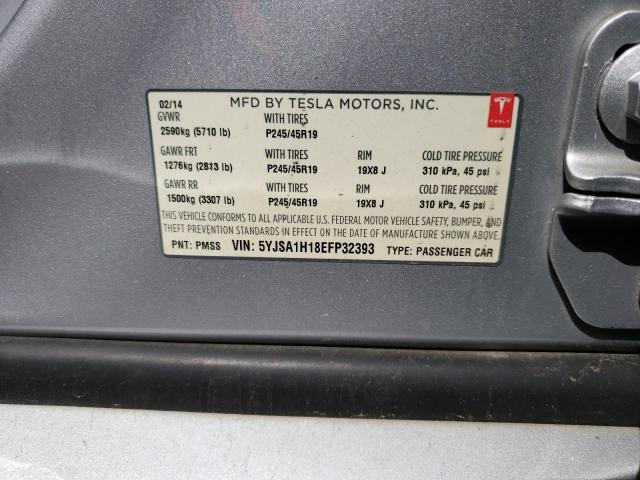 02/14 MFD BY TESLA MOTORS, INC.
GVWR WITH TIRES
2590kg (5710 lb) P245/45R19
GAWR FRT WITH TIRES RIM COLD TIRE PRESSURE
1276kg (2813 lb) P245/45R19 19X8 J 310 kPa, 45 psi
GAWR RR WITH TIRES RIM COLD TIRE PRESSURE
1500kg (3307 lb) P245/45R19 19X8 J 310 kPa, 45 psi
THIS VEHICLE CONFORMS TO ALL APPLICABLE U.S. FEDERAL MOTOR VEHICLE SAFETY, BUMPER, AND
THEFT PREVENTION STANDARDS IN EFFECT ON THE DATE OF MANUFACTURE SHOWN ABOVE.
PNT: PMSS VIN: 5YJSA1H18EFP32393 TYPE: PASSENGER CAR
TESLA